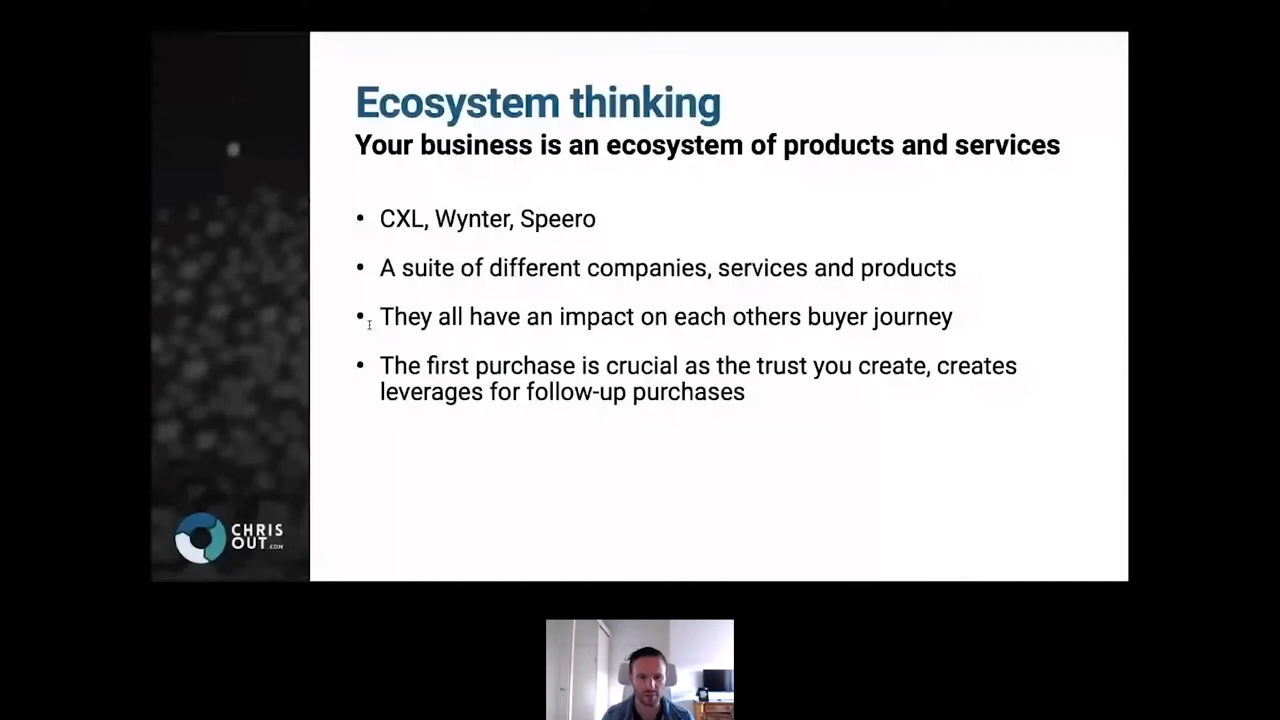 Ecosystem thinking
Your business is an ecosystem of products and services
• CXL, Wynter, Speero
• A suite of different companies, services and products
• They all have an impact on each others buyer journey
• The first purchase is crucial as the trust you create, creates
leverages for follow-up purchases
CHRIS
OUT.COM